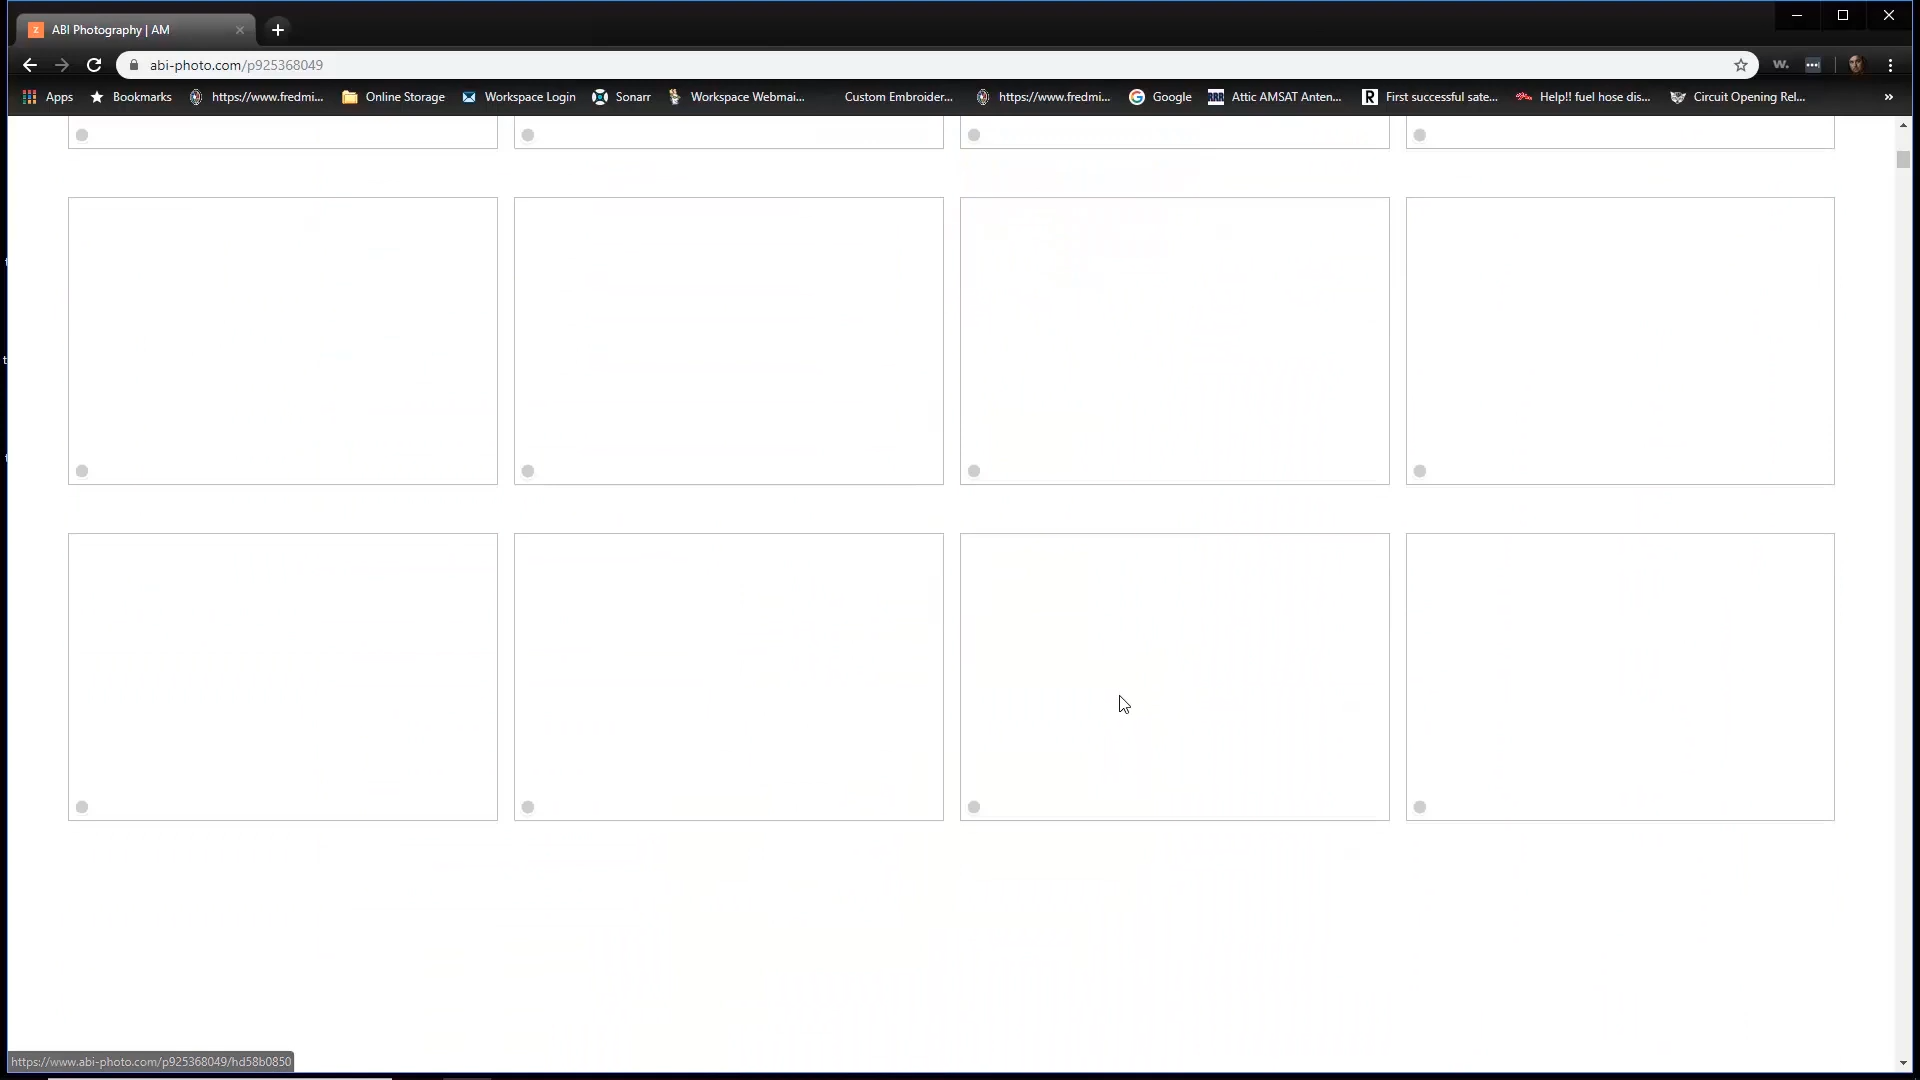 ABI Photography | AM
abi-photo.com/p925368049
w.
Apps
Bookmarks
https://www.fredmi...
Online Storage
Workspace Login
Sonarr
Workspace Webmai...
Custom Embroider...
https://www.fredmi...
Google
RRR
Attic AMSAT Anten...
R
First successful sate...
Help!! fuel hose dis...
Circuit Opening Rel...
»
t
t
t
https://www.abi-photo.com/p925368049/hd58b0850